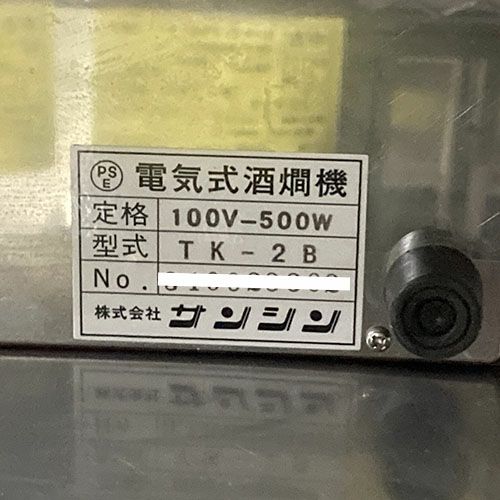 PS
E
電気式酒燗機
定格 100V-500W
型式 TK-2B
No.
株式会社 サンシン